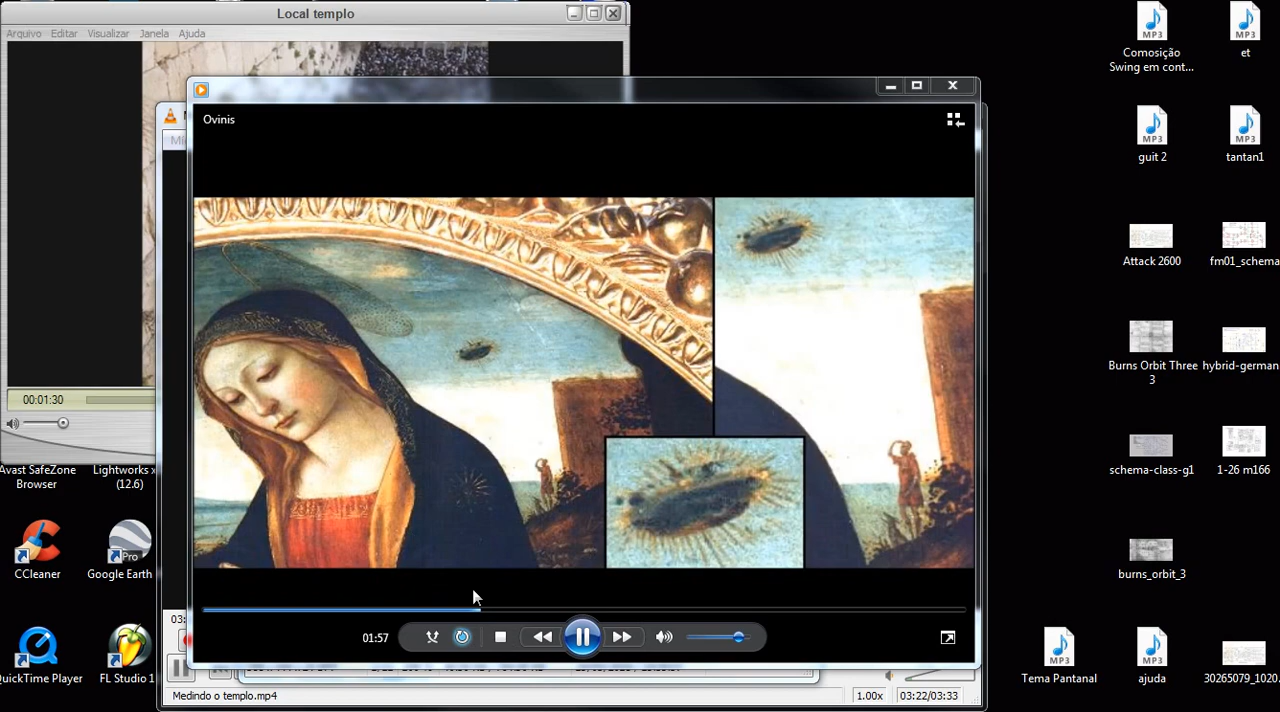 Local templo
Arquivo Editar Visualizar Janela Ajuda
00:01:30
Ovinis
01:57
Medindo o templo.mp4
1.00x
03:22/03:33
Avast SafeZone
Browser
Lightworks x
(12.6)
CCleaner
Google Earth
Pro
QuickTime Player
FL Studio 1
MP3
Composição
Swing em cont...
MP3
et
MP3
guit 2
MP3
tantan1
Attack 2600
fm01_schema
Burns Orbit Three
3
hybrid-german
schema-class-g1
1-26 m166
burns_orbit_3
MP3
Tema Pantanal
MP3
ajuda
30265079_1020.